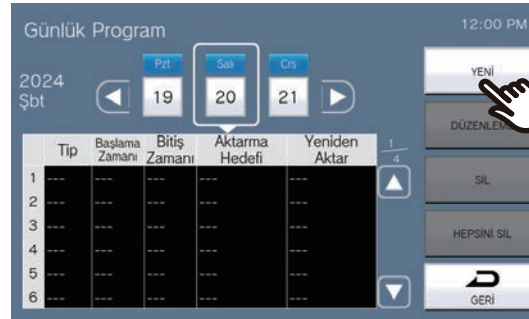 Günlük Program
12:00 PM
Pzt
Salı
Crs
2024
Şbt
19
20
21
YENİ
DÜZENLEME
SİL
HEPSİNİ SİL
GERİ
Tip
Başlama Zamanı
Bitiş Zamanı
Aktarma Hedefi
Yeniden Aktar
1/4
1 --- --- --- --- ---
2 --- --- --- --- ---
3 --- --- --- --- ---
4 --- --- --- --- ---
5 --- --- --- --- ---
6 --- --- --- --- ---